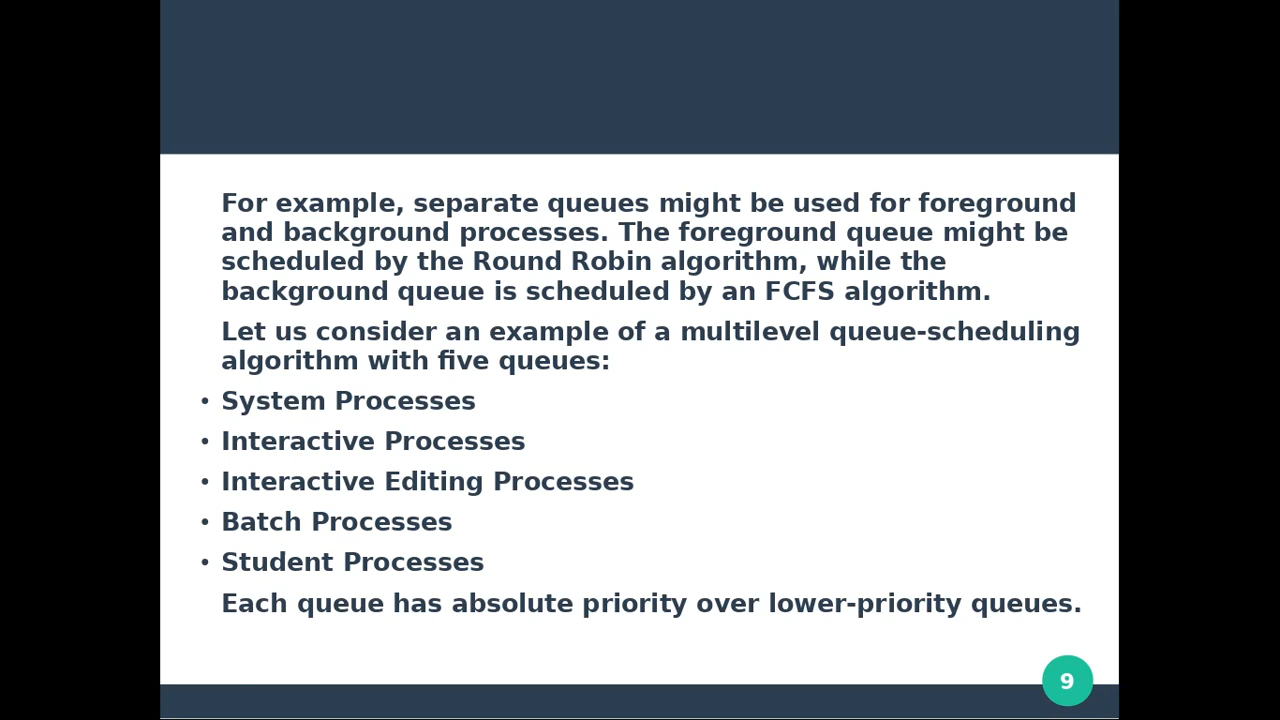 For example, separate queues might be used for foreground
and background processes. The foreground queue might be
scheduled by the Round Robin algorithm, while the
background queue is scheduled by an FCFS algorithm.
Let us consider an example of a multilevel queue-scheduling
algorithm with five queues:
• System Processes
• Interactive Processes
• Interactive Editing Processes
• Batch Processes
• Student Processes
Each queue has absolute priority over lower-priority queues.
9